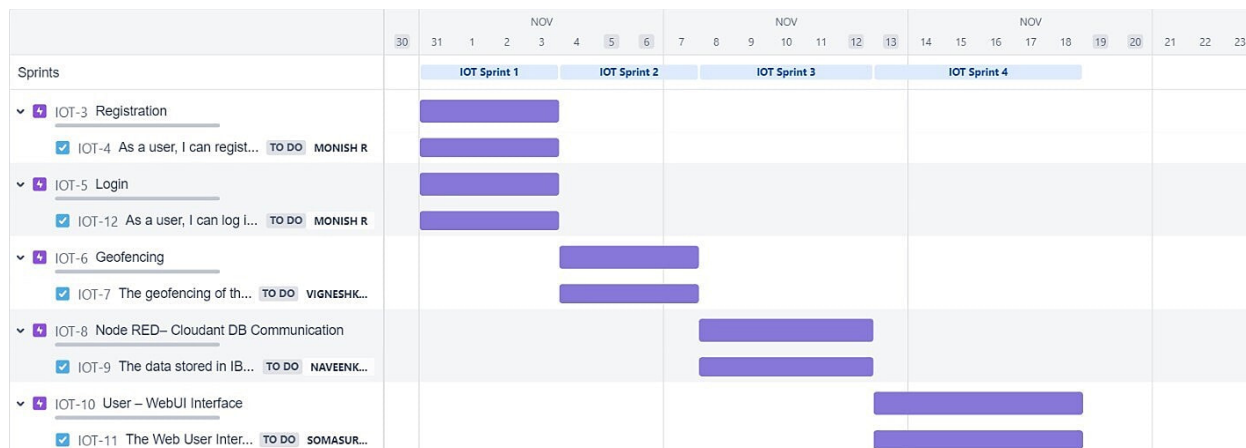 NOV NOV NOV
30 31 1 2 3 4 5 6 7 8 9 10 11 12 13 14 15 16 17 18 19 20 21 22 23
Sprints IOT Sprint 1 IOT Sprint 2 IOT Sprint 3 IOT Sprint 4
IOT-3 Registration
IOT-4 As a user, I can regist... TO DO MONISH R
IOT-5 Login
IOT-12 As a user, I can log i... TO DO MONISH R
IOT-6 Geofencing
IOT-7 The geofencing of th... TO DO VIGNESHK...
IOT-8 Node RED– Cloudant DB Communication
IOT-9 The data stored in IB... TO DO NAVEENK...
IOT-10 User – WebUI Interface
IOT-11 The Web User Inter... TO DO SOMASUR...